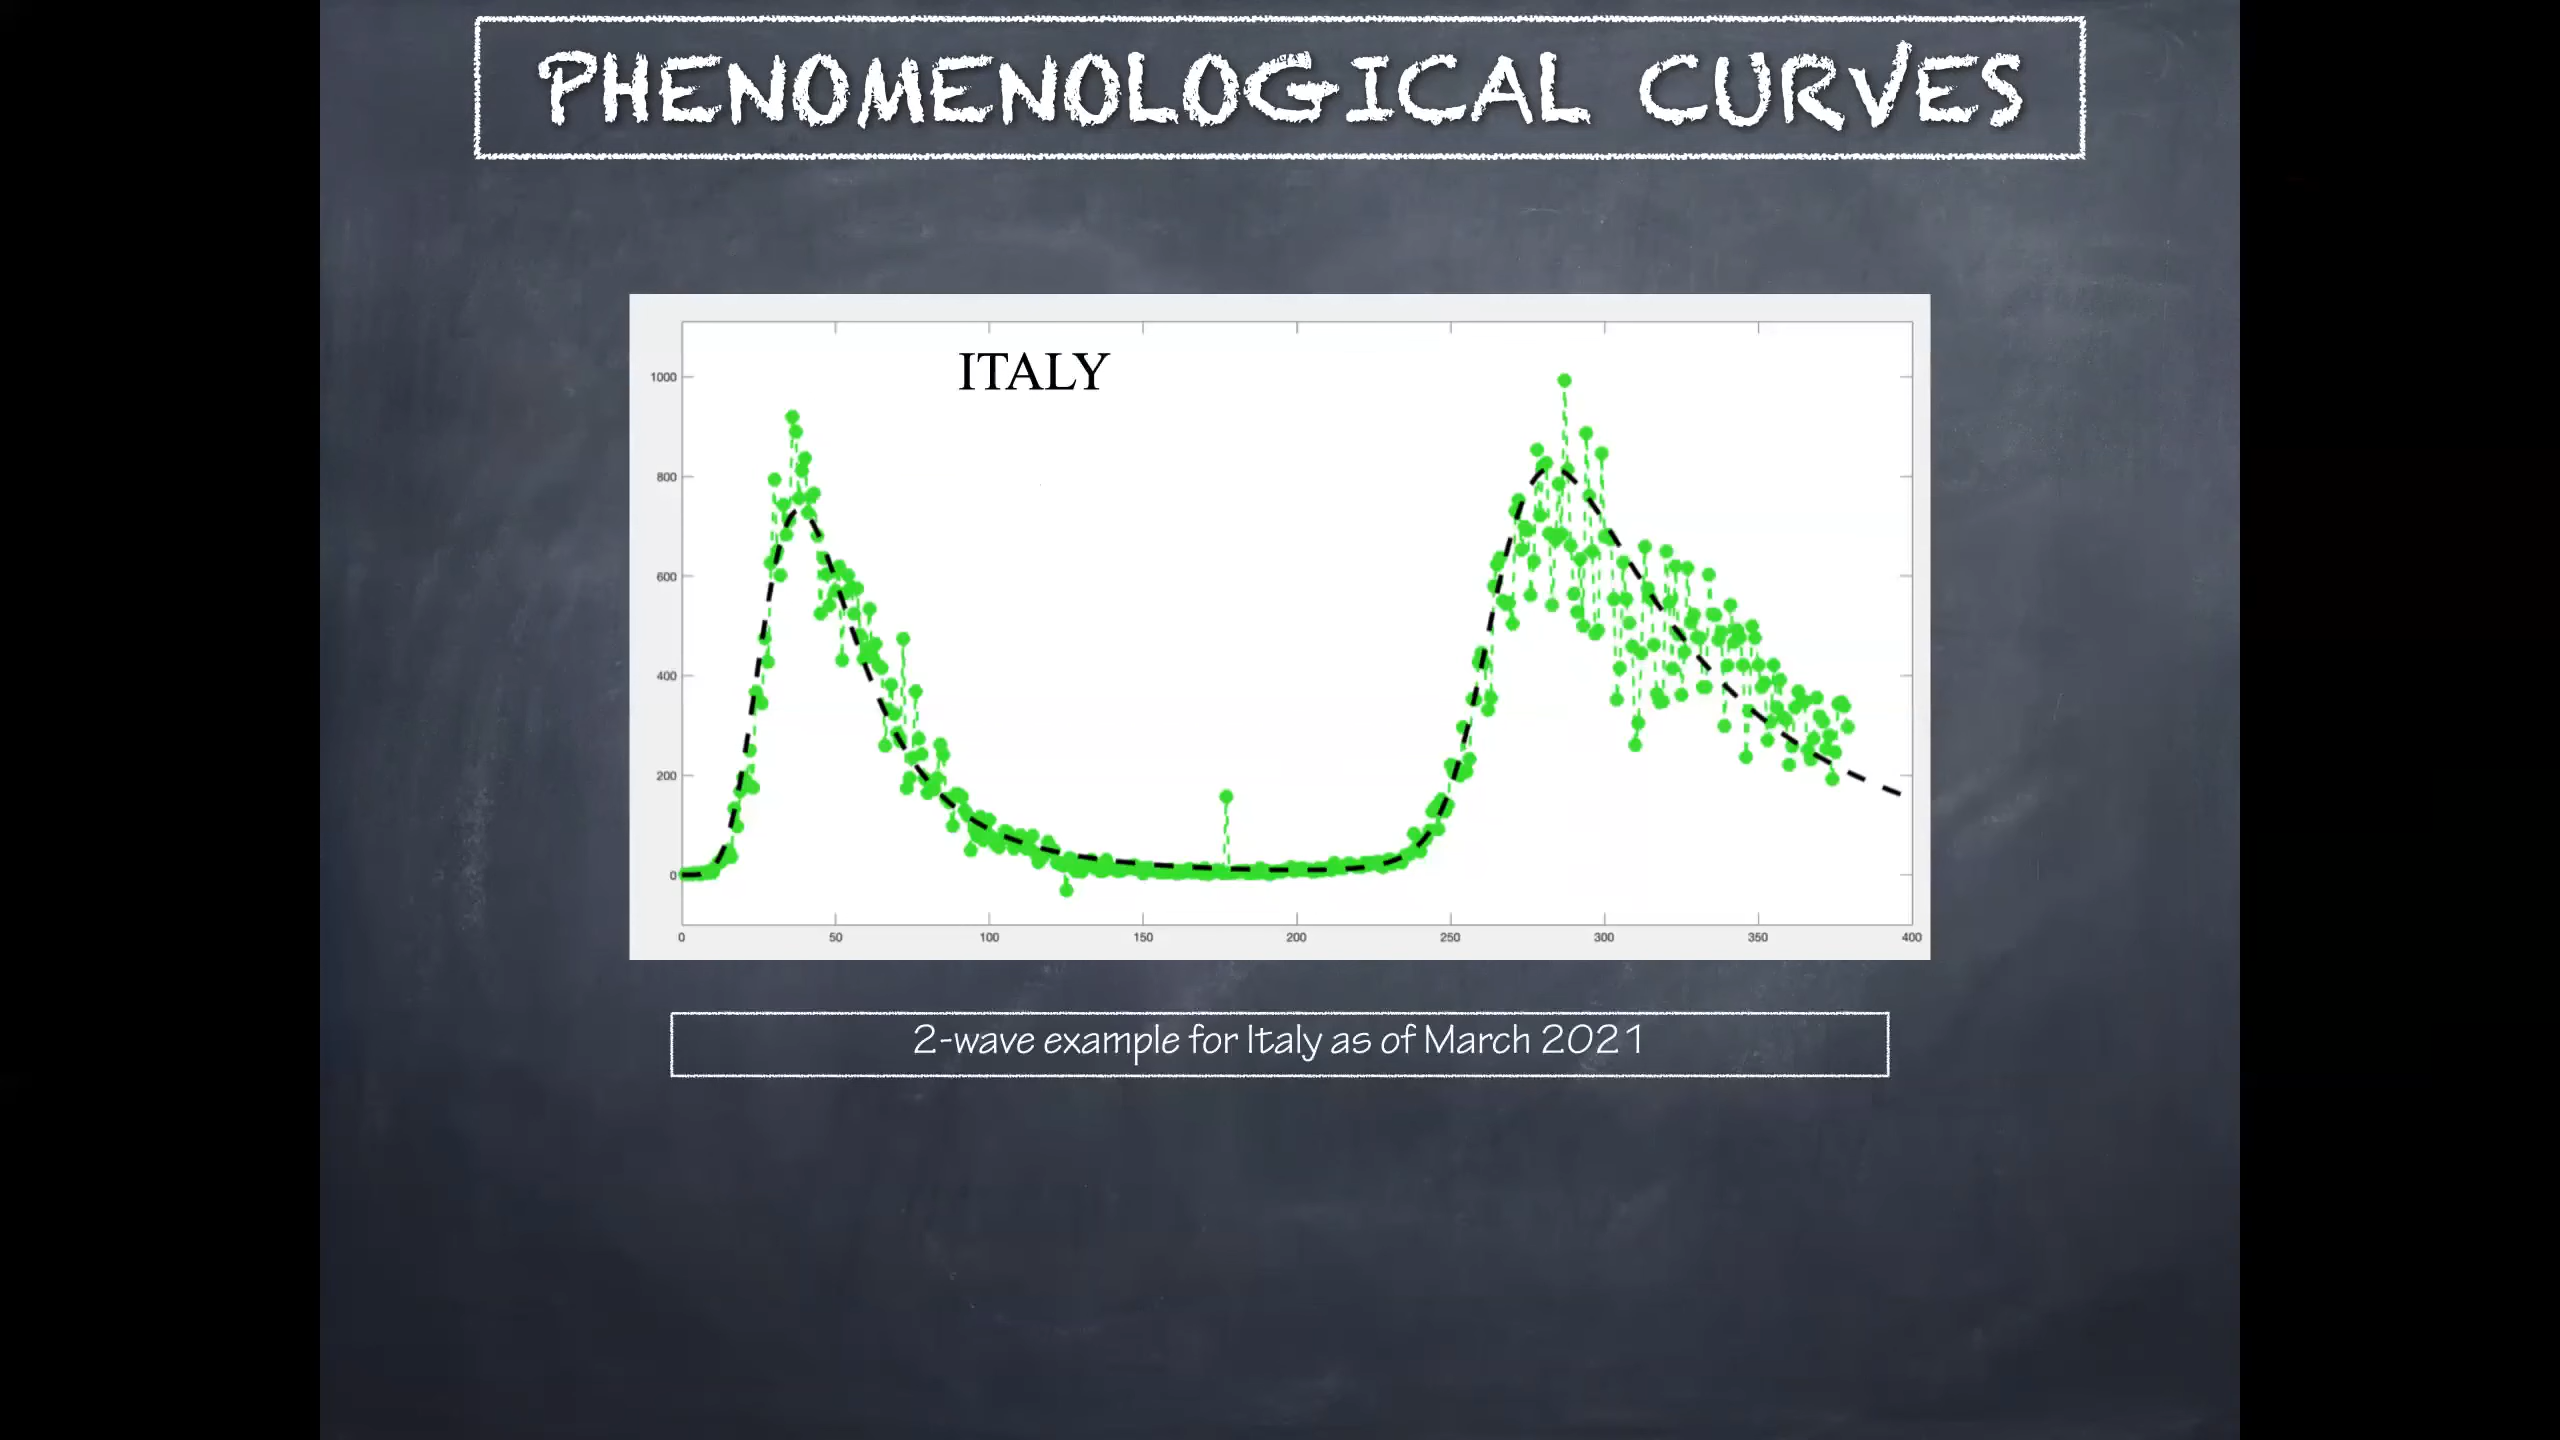 PHENOMENOLOGICAL CURVES
ITALY
1000
800
600
400
200
0
0 50 100 150 200 250 300 350 400
2-wave example for Italy as of March 2021